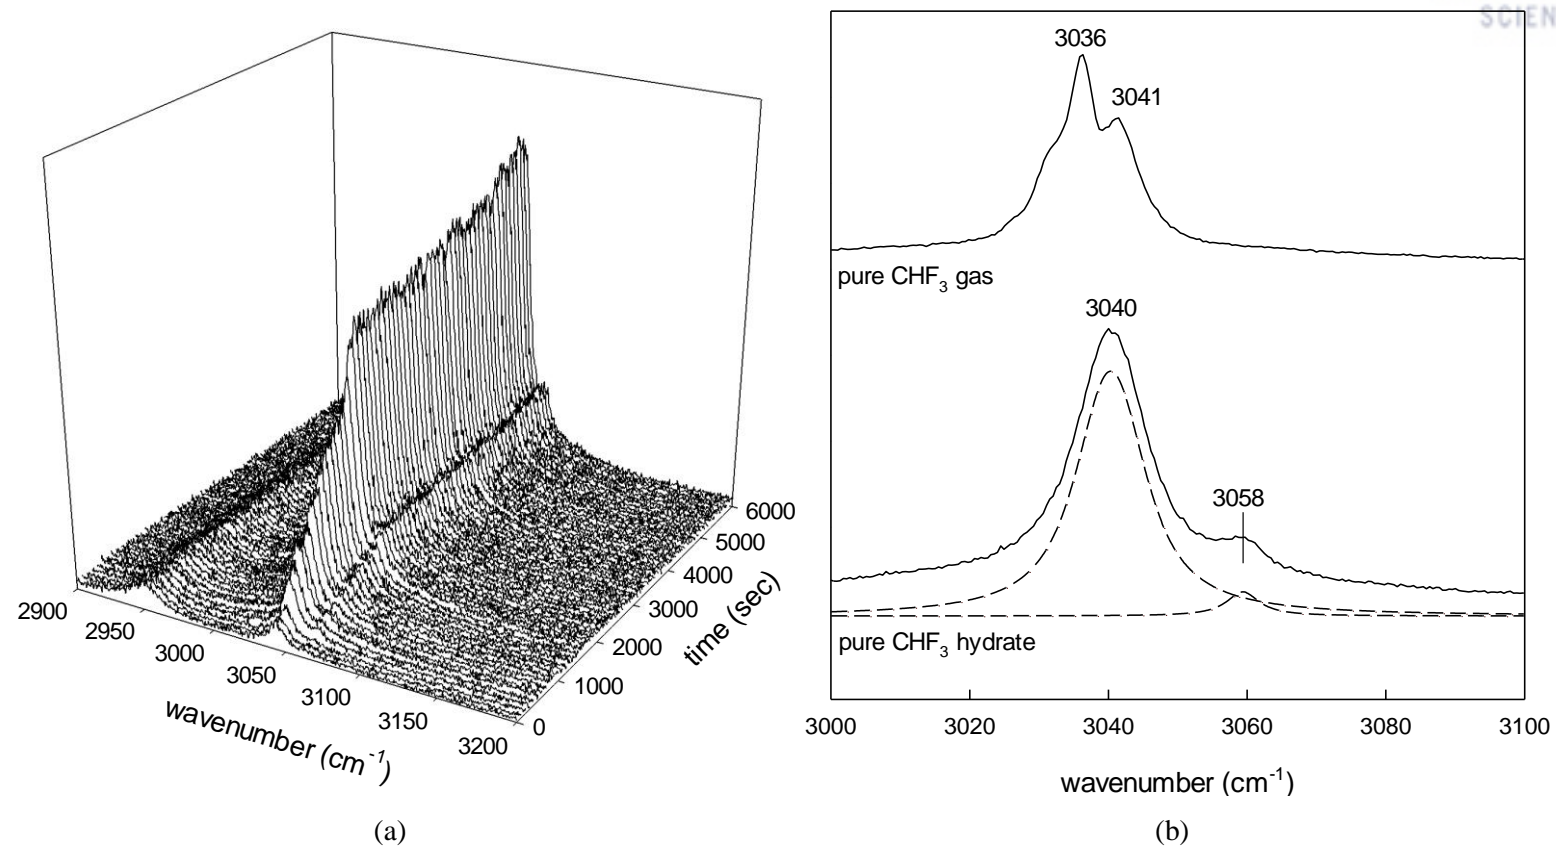 SCIEN
2900
2950
3000
3050
3100
3150
3200
wavenumber (cm-1)
0
1000
2000
3000
4000
5000
6000
time (sec)
(a)
3036
3041
pure CHF3 gas
3040
3058
pure CHF3 hydrate
3000 3020 3040 3060 3080 3100
wavenumber (cm-1)
(b)